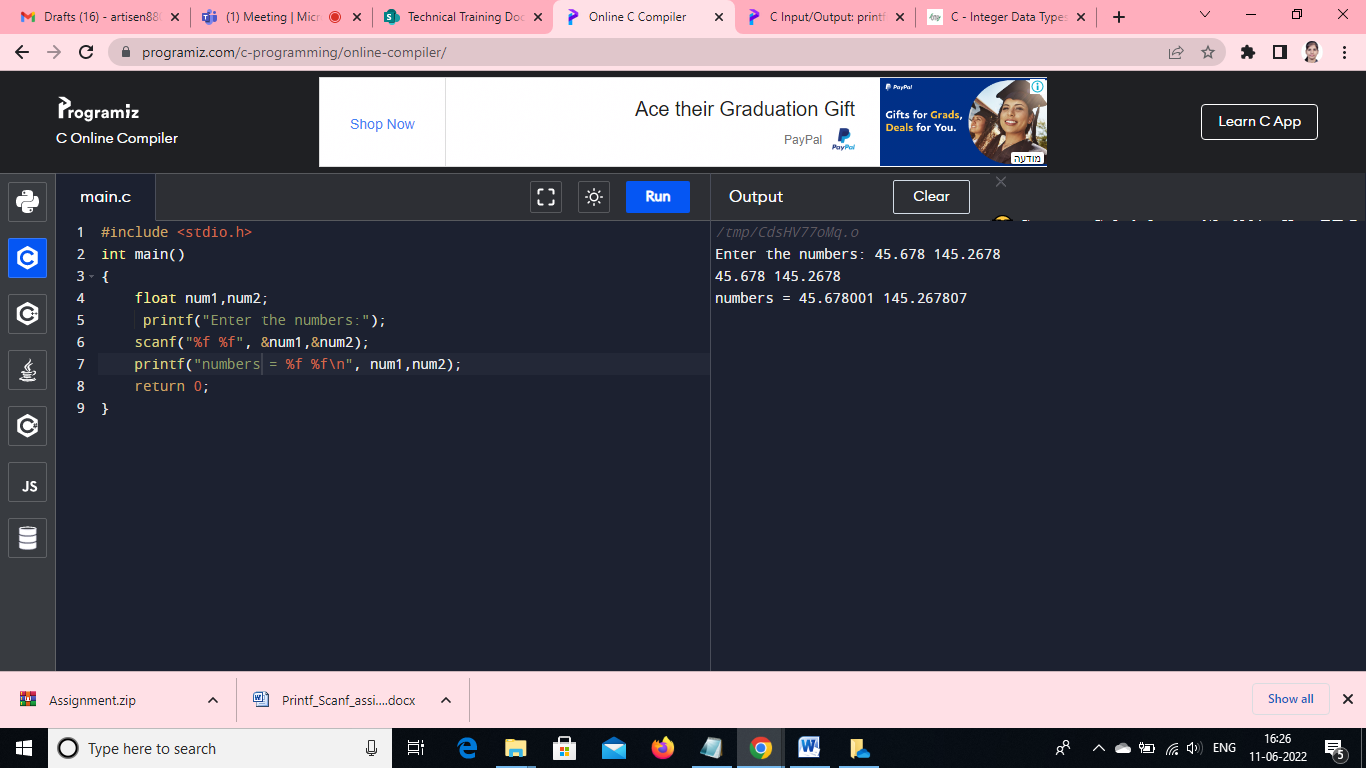 Drafts (16) - artisen88
(1) Meeting | Micr
Technical Training Doc
Online C Compiler
C Input/Output: printf
C - Integer Data Types
programiz.com/c-programming/online-compiler/
Programiz
C Online Compiler
Shop Now
Ace their Graduation Gift
PayPal
PayPal
PayPal
Gifts for Grads,
Deals for You.
מודעה
Learn C App
main.c
Run
Output
Clear
1 #include <stdio.h>
2 int main()
3 {
4 float num1,num2;
5 printf("Enter the numbers:");
6 scanf("%f %f", &num1,&num2);
7 printf("numbers = %f %f\n", num1,num2);
8 return 0;
9 }
JS
/tmp/CdsHV77oMq.o
Enter the numbers: 45.678 145.2678
45.678 145.2678
numbers = 45.678001 145.267807
Assignment.zip
Printf_Scanf_assi....docx
Show all
Type here to search
ENG
16:26
11-06-2022
5